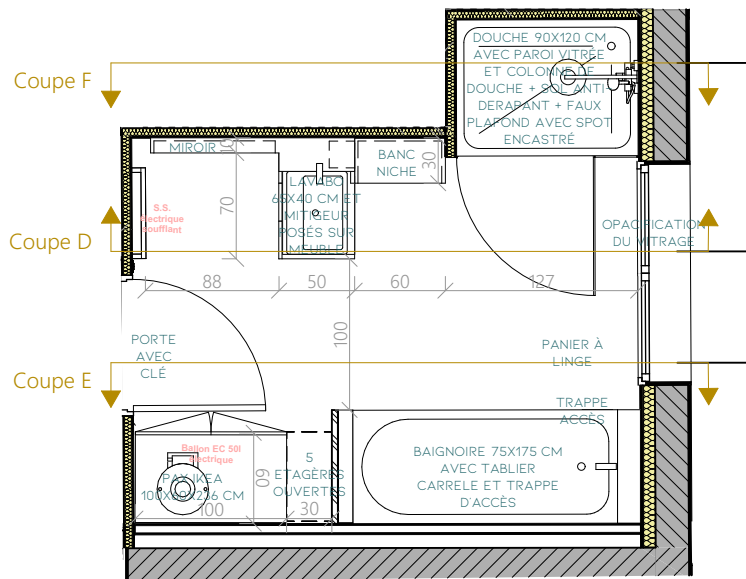 DOUCHE 90X120 CM
AVEC PAROI VITRÉE
ET COLONNE DE
DOUCHE + SOL ANTI-
DERAPANT + FAUX
PLAFOND AVEC SPOT
ENCASTRÉ
Coupe F
MIROIR
10
BANC
NICHE
30
LAVABO
65X40 CM ET
MITIGEUR
POSÉS SUR
MEUBLE
70
S.S.
électrique
soufflant
Coupe D
OPACIFICATION
DU VITRAGE
88
50
60
127
100
PORTE
AVEC
CLÉ
PANIER À
LINGE
Coupe E
TRAPPE
ACCÈS
Ballon EC 50l
électrique
PAX IKEA
100X60X236 CM
100
60
5
ETAGÈRES
OUVERTES
30
BAIGNOIRE 75X175 CM
AVEC TABLIER
CARRELE ET TRAPPE
D'ACCÈS